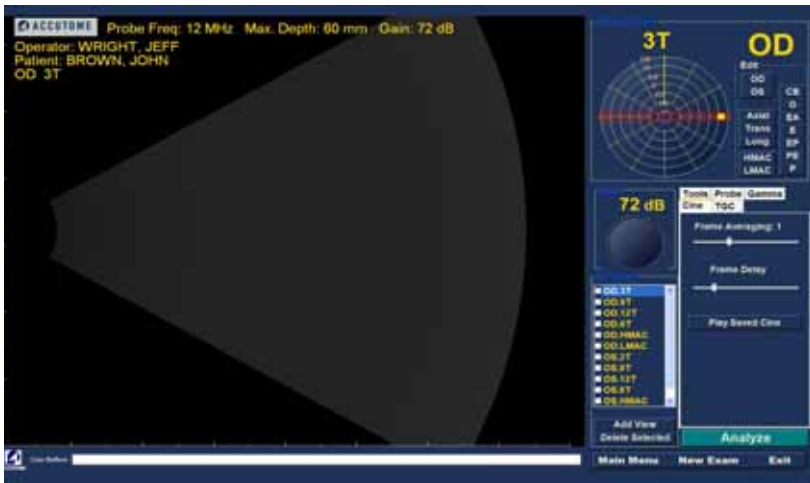 ACCUTOME Probe Freq: 12 MHz Max. Depth: 60 mm Gain: 72 dB
Operator: WRIGHT, JEFF
Patient: BROWN, JOHN
OD 3T
3T OD
Edit
OD
OS
CB
O
EA
E
EP
PE
P
Axial
Trans
Long
HMAC
LMAC
72 dB
Tools Probe Gamma
Cine TGC
Frame Averaging: 1
Frame Delay
Play Saved Cine
OD.3T
OD.9T
OD.12T
OD.6T
OD.HMAC
OD.LMAC
OS.3T
OS.9T
OS.12T
OS.6T
OS.HMAC
Add View
Delete Selected
Analyze
Main Menu New Exam Exit